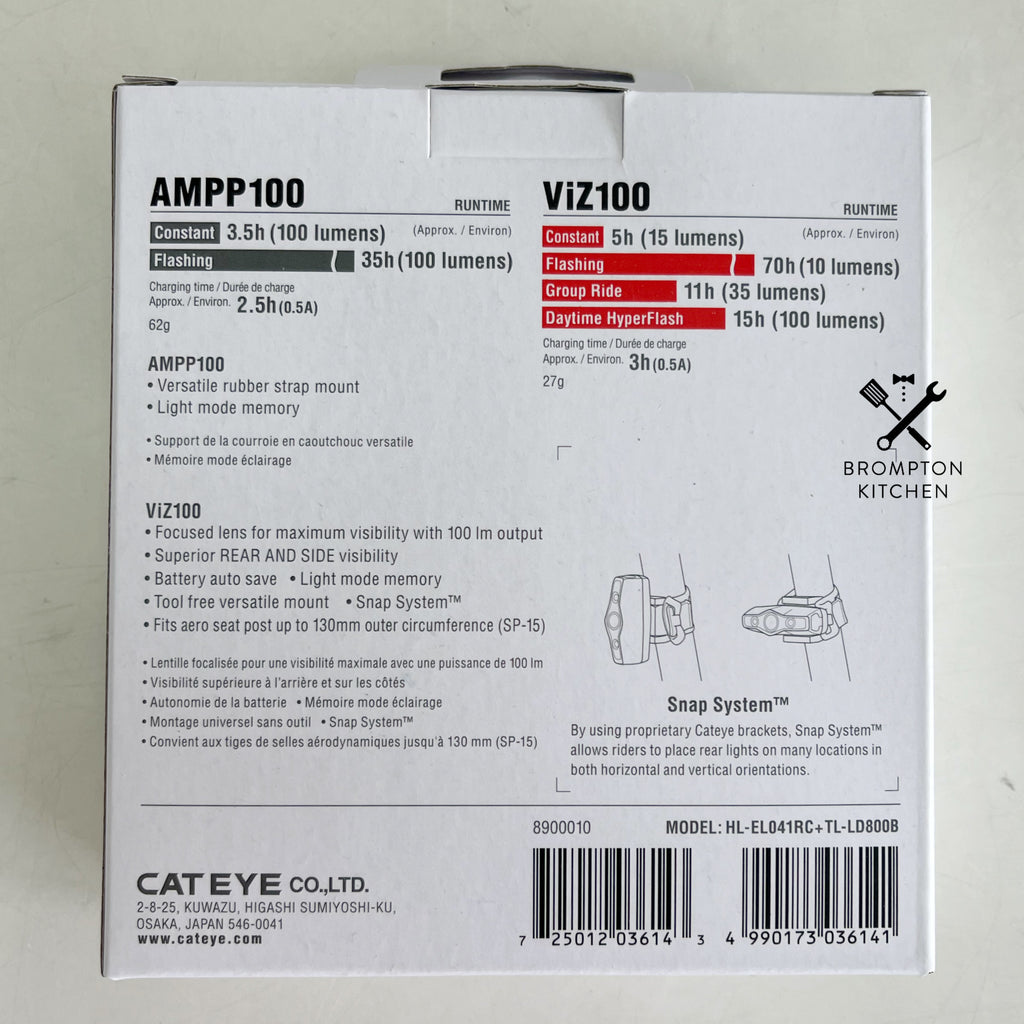 AMPP100
RUNTIME
Constant 3.5h (100 lumens) (Approx. / Environ)
Flashing 35h (100 lumens)
Charging time / Durée de charge
Approx. / Environ. 2.5h (0.5A)
62g
ViZ100
RUNTIME
Constant 5h (15 lumens) (Approx. / Environ)
Flashing 70h (10 lumens)
Group Ride 11h (35 lumens)
Daytime HyperFlash 15h (100 lumens)
Charging time / Durée de charge
Approx. / Environ. 3h (0.5A)
27g
AMPP100
• Versatile rubber strap mount
• Light mode memory
• Support de la courroie en caoutchouc versatile
• Mémoire mode éclairage
ViZ100
• Focused lens for maximum visibility with 100 lm output
• Superior REAR AND SIDE visibility
• Battery auto save • Light mode memory
• Tool free versatile mount • Snap System™
• Fits aero seat post up to 130mm outer circumference (SP-15)
• Lentille focalisée pour une visibilité maximale avec une puissance de 100 lm
• Visibilité supérieure à l'arrière et sur les côtés
• Autonomie de la batterie • Mémoire mode éclairage
• Montage universel sans outil • Snap System™
• Convient aux tiges de selles aérodynamiques jusqu'à 130 mm (SP-15)
BROMPTON
KITCHEN
Snap System™
By using proprietary Cateye brackets, Snap System™
allows riders to place rear lights on many locations in
both horizontal and vertical orientations.
8900010 MODEL: HL-EL041RC+TL-LD800B
CATEYE CO.,LTD.
2-8-25, KUWAZU, HIGASHI SUMIYOSHI-KU,
OSAKA, JAPAN 546-0041
www.cateye.com
7 25012 03614 3
4 990173 036141